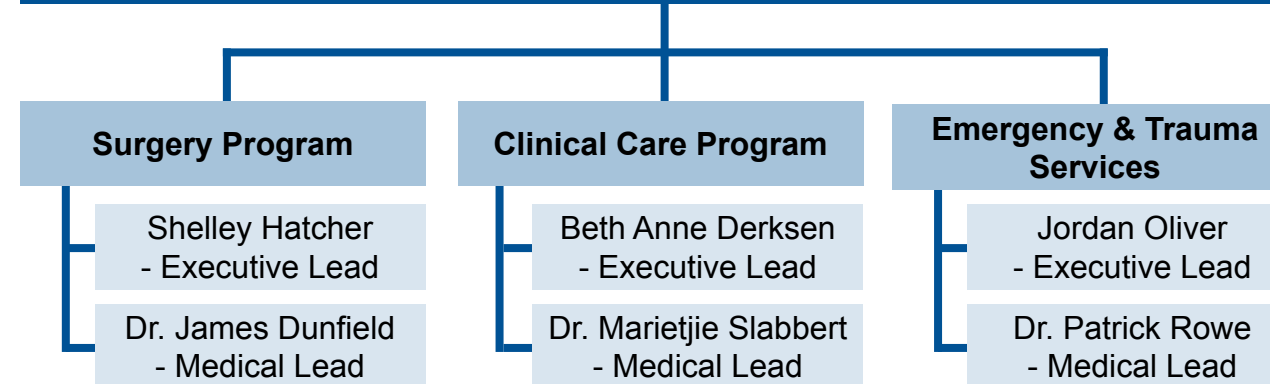 Surgery Program
Shelley Hatcher
- Executive Lead
Dr. James Dunfield
- Medical Lead
Clinical Care Program
Beth Anne Derksen
- Executive Lead
Dr. Marietjie Slabbert
- Medical Lead
Emergency & Trauma
Services
Jordan Oliver
- Executive Lead
Dr. Patrick Rowe
- Medical Lead